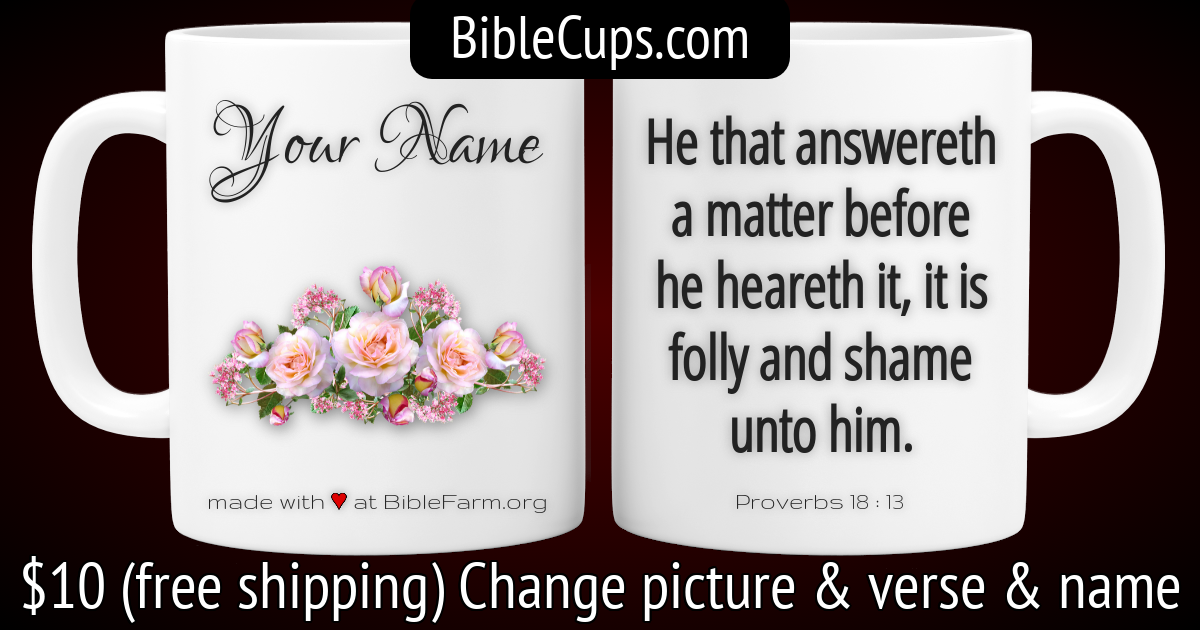 BibleCups.com
Your Name
made with ♥ at BibleFarm.org
He that answereth
a matter before
he heareth it, it is
folly and shame
unto him.
Proverbs 18 : 13
$10 (free shipping) Change picture & verse & name